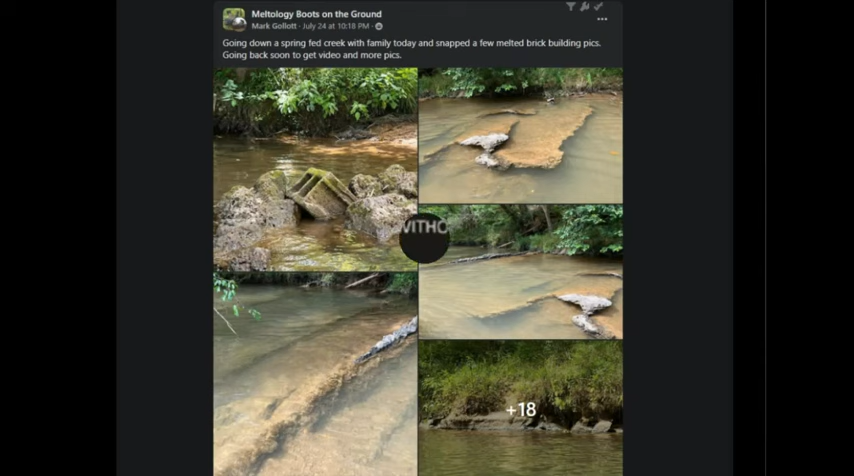 Meltology Boots on the Ground
Mark Gollott · July 24 at 10:18 PM ·
Going down a spring fed creek with family today and snapped a few melted brick building pics.
Going back soon to get video and more pics.
WITHO
+18